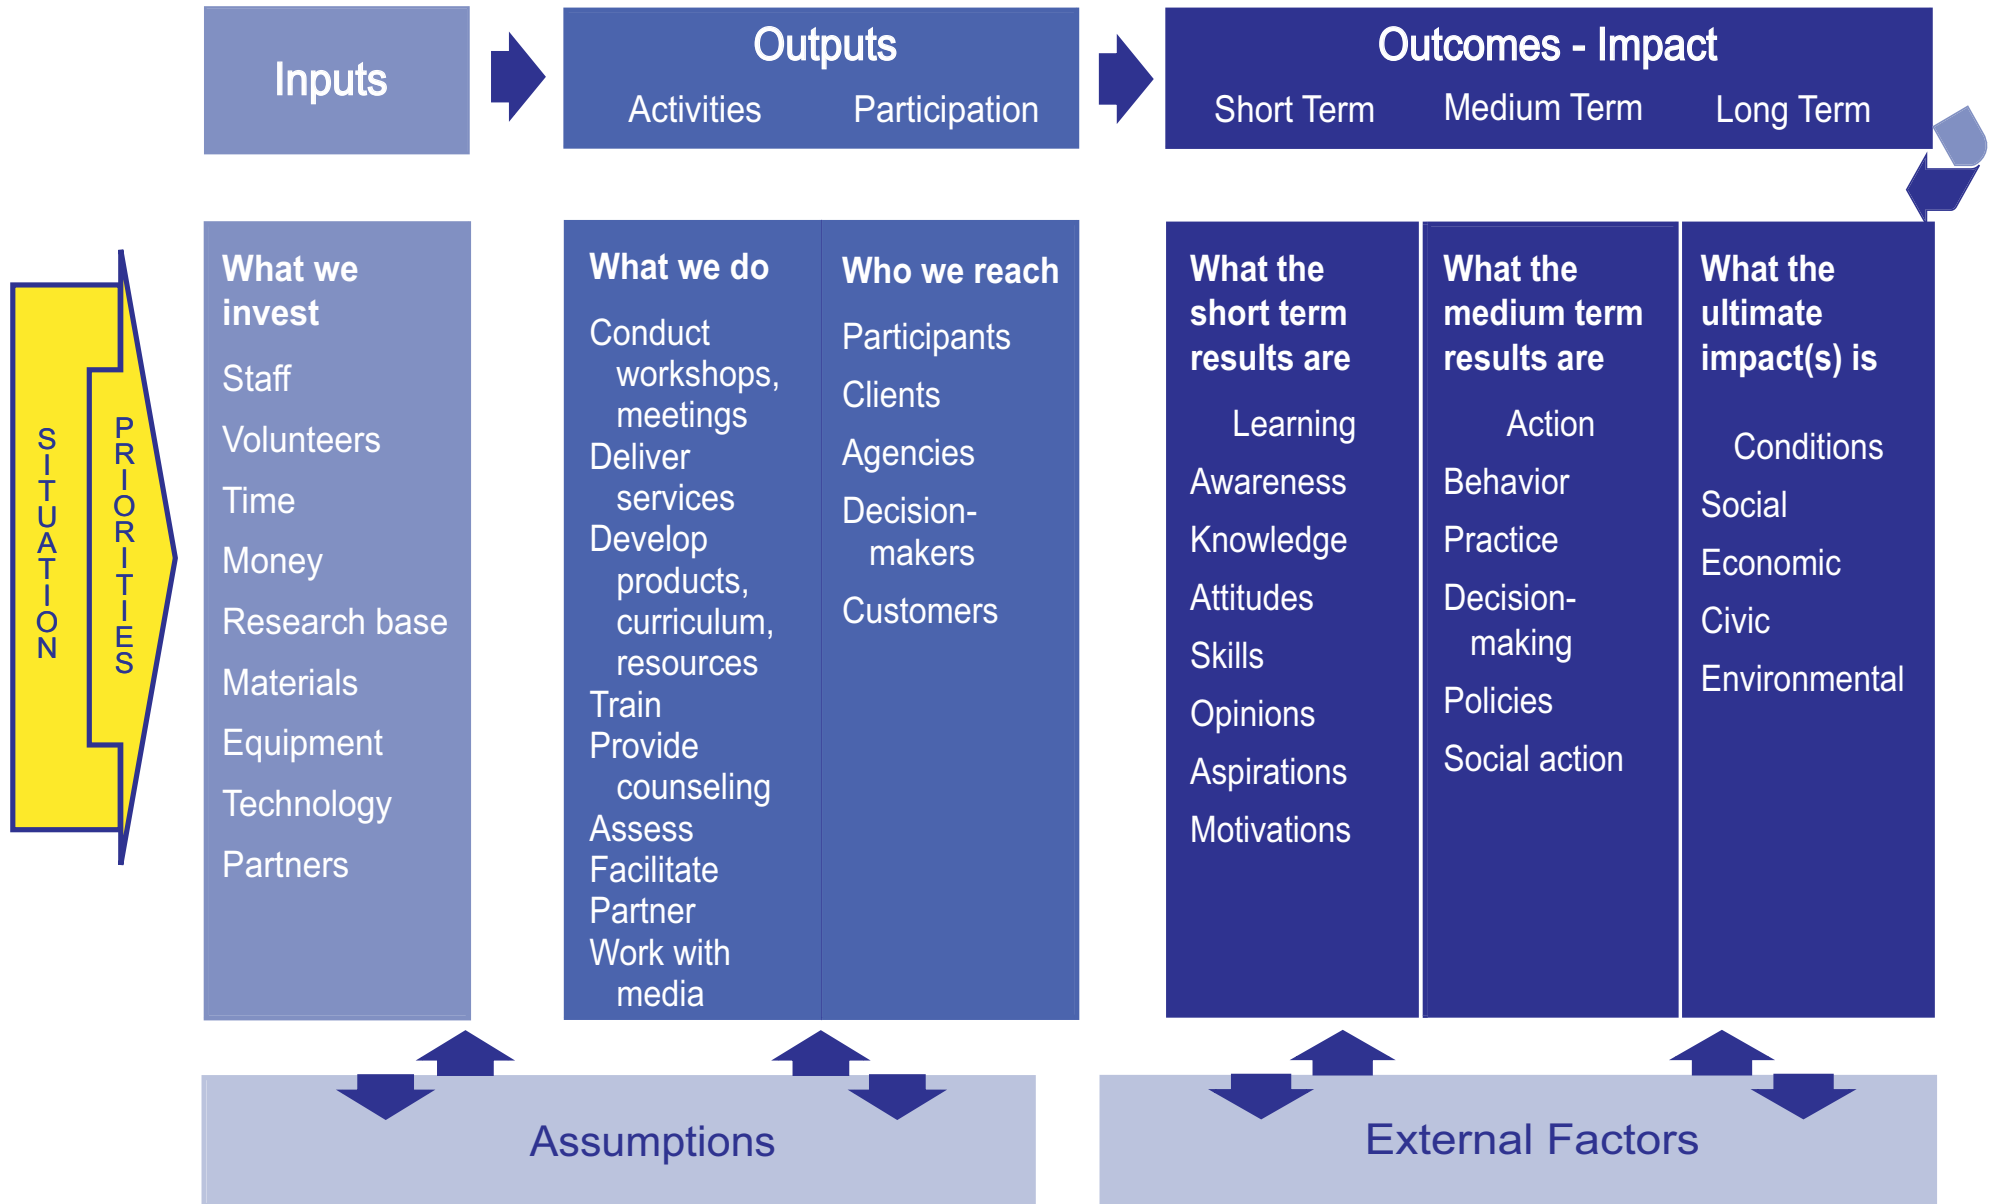 Inputs
Outputs
Activities
Participation
Outcomes - Impact
Short Term
Medium Term
Long Term
SITUATION
PRIORITIES
What we
invest
Staff
Volunteers
Time
Money
Research base
Materials
Equipment
Technology
Partners
What we do
Conduct
workshops,
meetings
Deliver
services
Develop
products,
curriculum,
resources
Train
Provide
counseling
Assess
Facilitate
Partner
Work with
media
Who we reach
Participants
Clients
Agencies
Decision-
makers
Customers
What the
short term
results are
Learning
Awareness
Knowledge
Attitudes
Skills
Opinions
Aspirations
Motivations
What the
medium term
results are
Action
Behavior
Practice
Decision-
making
Policies
Social action
What the
ultimate
impact(s) is
Conditions
Social
Economic
Civic
Environmental
Assumptions
External Factors